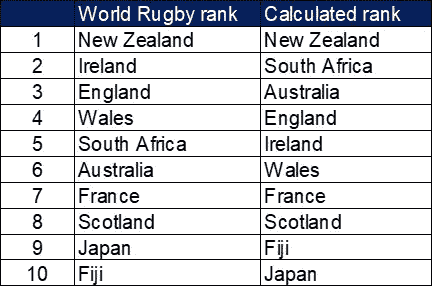 World Rugby rank Calculated rank
1 New Zealand New Zealand
2 Ireland South Africa
3 England Australia
4 Wales England
5 South Africa Ireland
6 Australia Wales
7 France France
8 Scotland Scotland
9 Japan Fiji
10 Fiji Japan